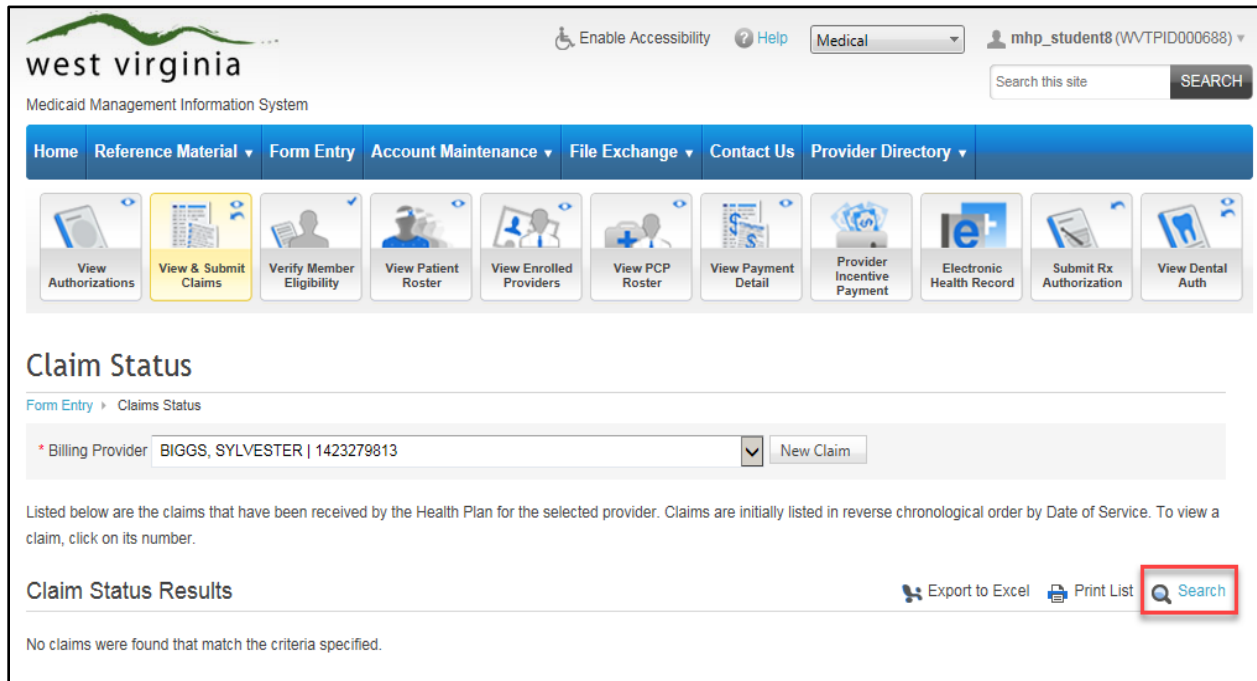 west virginia
Medicaid Management Information System
Enable Accessibility
Help
Medical
mhp_student8 (WVTPID000688)
Search this site
SEARCH
Home Reference Material Form Entry Account Maintenance File Exchange Contact Us Provider Directory
View
Authorizations
View & Submit
Claims
Verify Member
Eligibility
View Patient
Roster
View Enrolled
Providers
View PCP
Roster
View Payment
Detail
Provider
Incentive
Payment
Electronic
Health Record
Submit Rx
Authorization
View Dental
Auth
Claim Status
Form Entry Claims Status
* Billing Provider BIGGS, SYLVESTER | 1423279813 New Claim
Listed below are the claims that have been received by the Health Plan for the selected provider. Claims are initially listed in reverse chronological order by Date of Service. To view a
claim, click on its number.
Claim Status Results
Export to Excel Print List Search
No claims were found that match the criteria specified.